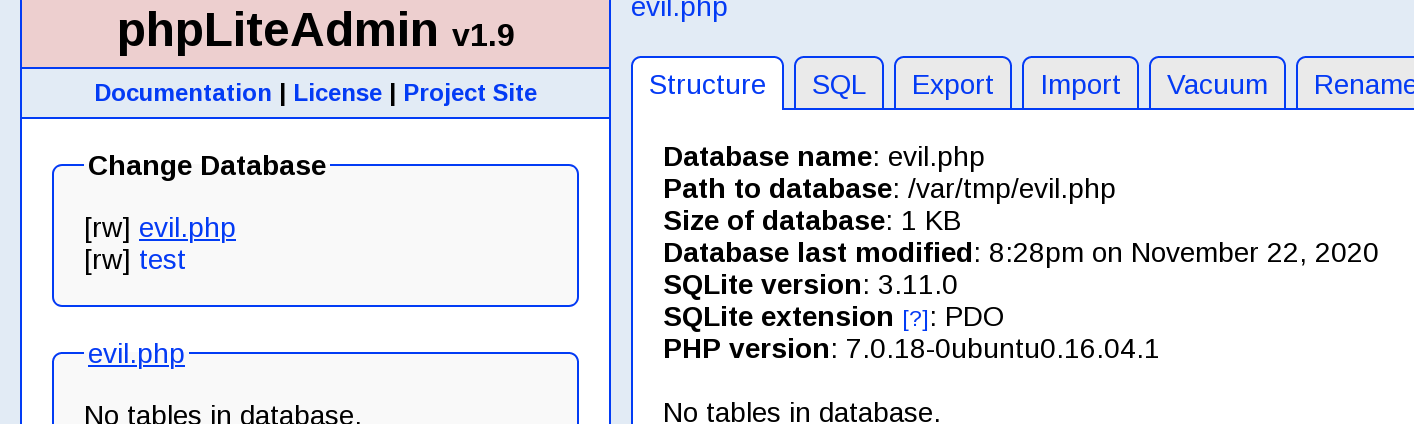 phpLiteAdmin v1.9
Documentation | License | Project Site
Change Database
[rw] evil.php
[rw] test
evil.php
No tables in database.
evil.php
Structure SQL Export Import Vacuum Rename
Database name: evil.php
Path to database: /var/tmp/evil.php
Size of database: 1 KB
Database last modified: 8:28pm on November 22, 2020
SQLite version: 3.11.0
SQLite extension [?]: PDO
PHP version: 7.0.18-0ubuntu0.16.04.1
No tables in database.